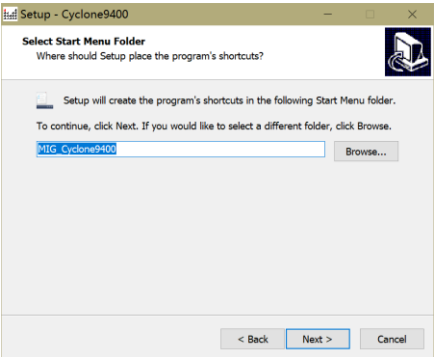 Setup - Cyclone9400
Select Start Menu Folder
Where should Setup place the program's shortcuts?
Setup will create the program's shortcuts in the following Start Menu folder.
To continue, click Next. If you would like to select a different folder, click Browse.
MIG_Cyclone9400
Browse...
< Back
Next >
Cancel